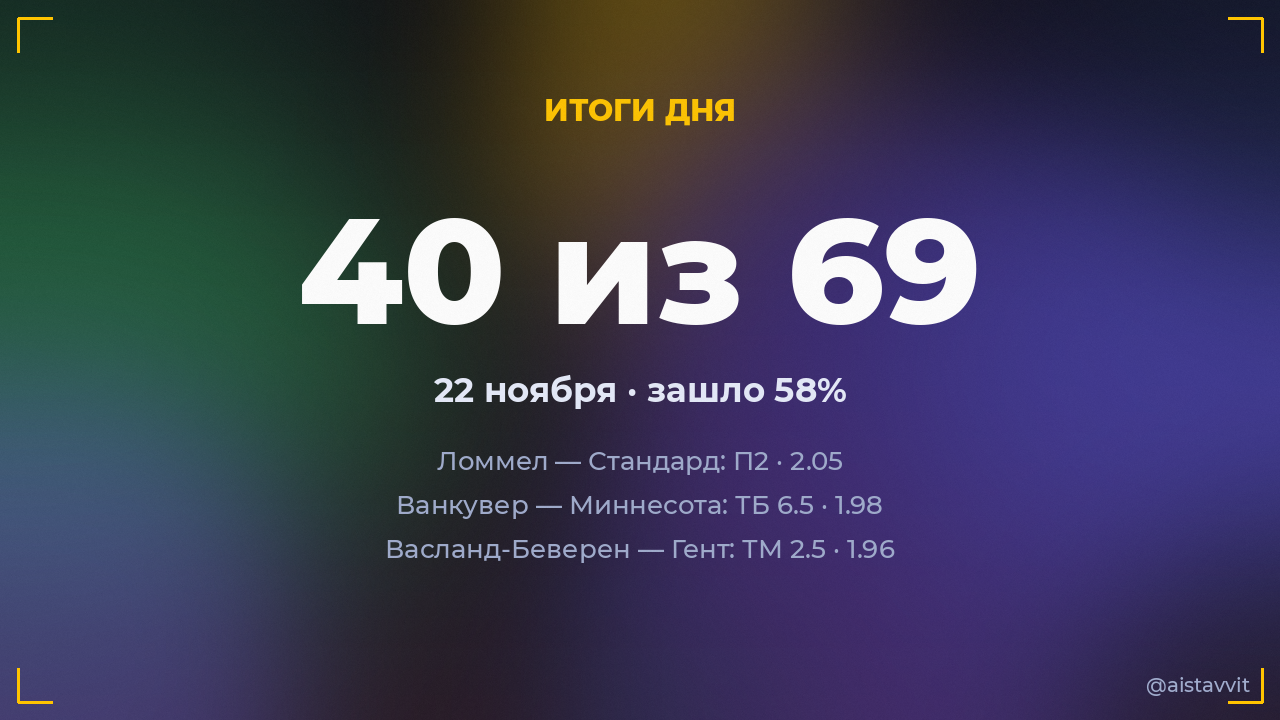 ИТОГИ ДНЯ
40 из 69
22 ноября · зашло 58%
Ломмел — Стандард: П2 · 2.05
Ванкувер — Миннесота: ТБ 6.5 · 1.98
Васланд-Беверен — Гент: ТМ 2.5 · 1.96
@aistavvit